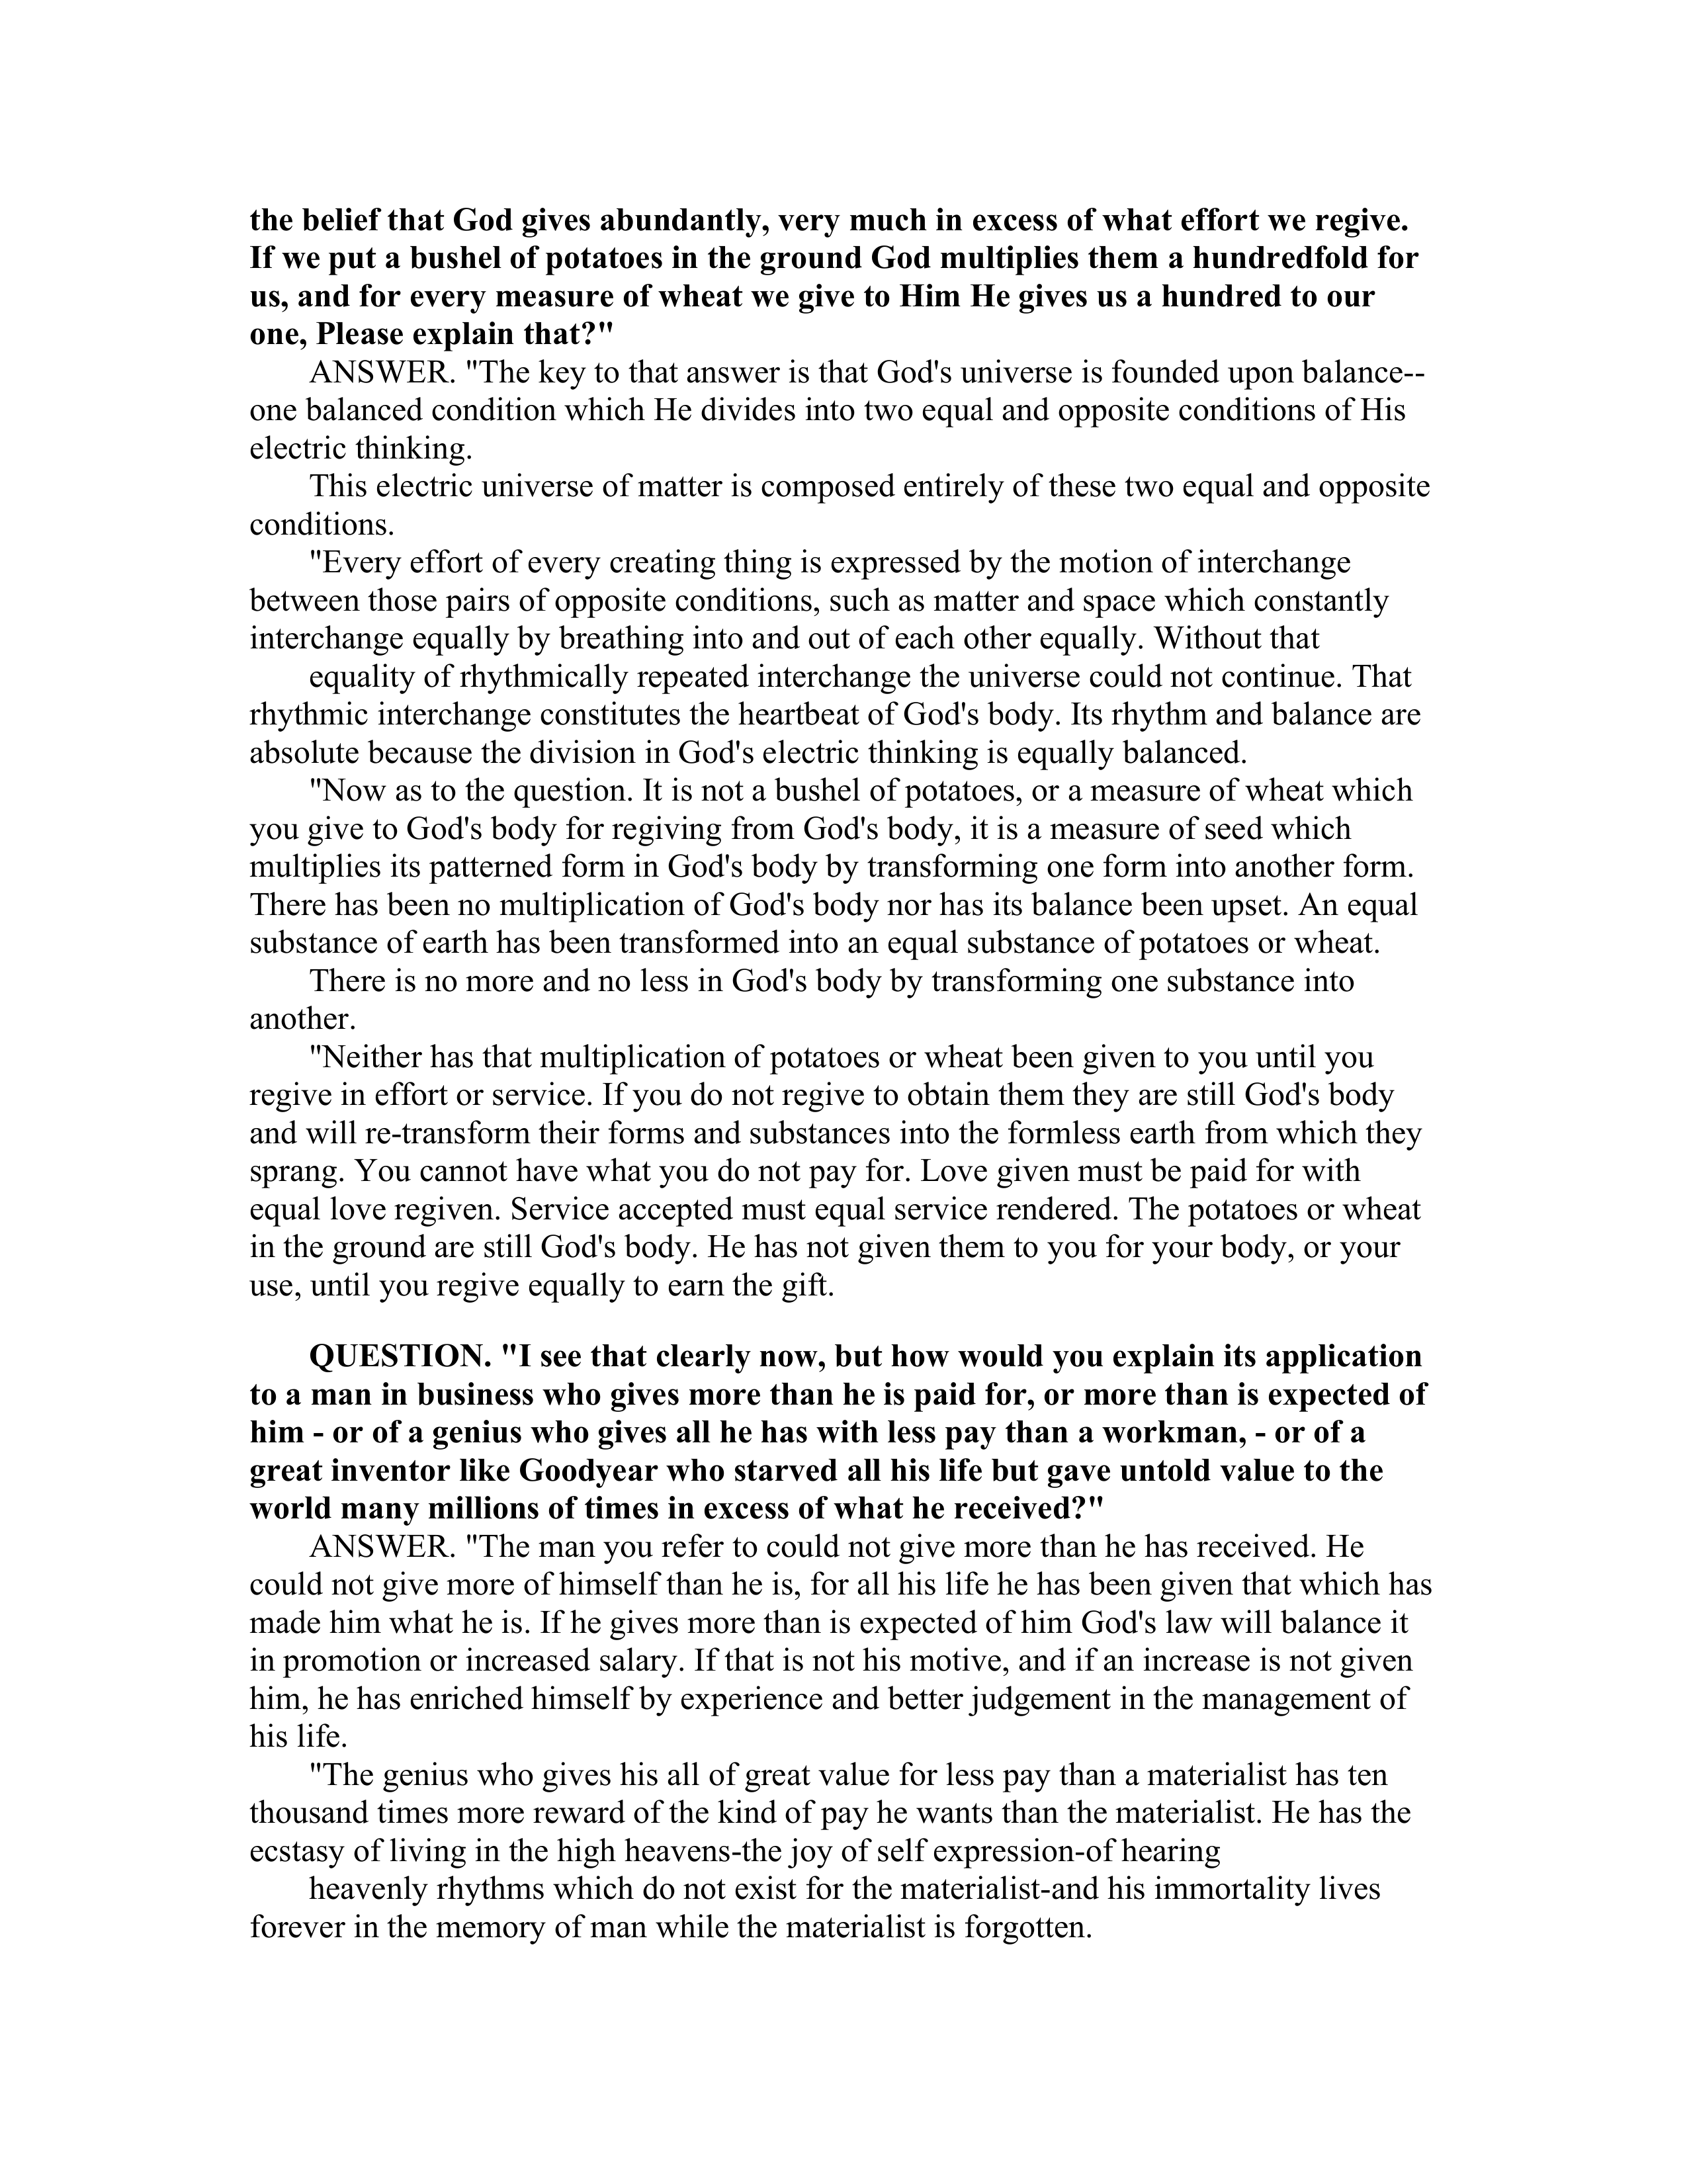 the belief that God gives abundantly, very much in excess of what effort we regive.
If we put a bushel of potatoes in the ground God multiplies them a hundredfold for
us, and for every measure of wheat we give to Him He gives us a hundred to our
one, Please explain that?"
ANSWER. "The key to that answer is that God's universe is founded upon balance--
one balanced condition which He divides into two equal and opposite conditions of His
electric thinking.
This electric universe of matter is composed entirely of these two equal and opposite
conditions.
"Every effort of every creating thing is expressed by the motion of interchange
between those pairs of opposite conditions, such as matter and space which constantly
interchange equally by breathing into and out of each other equally. Without that
equality of rhythmically repeated interchange the universe could not continue. That
rhythmic interchange constitutes the heartbeat of God's body. Its rhythm and balance are
absolute because the division in God's electric thinking is equally balanced.
"Now as to the question. It is not a bushel of potatoes, or a measure of wheat which
you give to God's body for regiving from God's body, it is a measure of seed which
multiplies its patterned form in God's body by transforming one form into another form.
There has been no multiplication of God's body nor has its balance been upset. An equal
substance of earth has been transformed into an equal substance of potatoes or wheat.
There is no more and no less in God's body by transforming one substance into
another.
"Neither has that multiplication of potatoes or wheat been given to you until you
regive in effort or service. If you do not regive to obtain them they are still God's body
and will re-transform their forms and substances into the formless earth from which they
sprang. You cannot have what you do not pay for. Love given must be paid for with
equal love regiven. Service accepted must equal service rendered. The potatoes or wheat
in the ground are still God's body. He has not given them to you for your body, or your
use, until you regive equally to earn the gift.
QUESTION. "I see that clearly now, but how would you explain its application
to a man in business who gives more than he is paid for, or more than is expected of
him - or of a genius who gives all he has with less pay than a workman, - or of a
great inventor like Goodyear who starved all his life but gave untold value to the
world many millions of times in excess of what he received?"
ANSWER. "The man you refer to could not give more than he has received. He
could not give more of himself than he is, for all his life he has been given that which has
made him what he is. If he gives more than is expected of him God's law will balance it
in promotion or increased salary. If that is not his motive, and if an increase is not given
him, he has enriched himself by experience and better judgement in the management of
his life.
"The genius who gives his all of great value for less pay than a materialist has ten
thousand times more reward of the kind of pay he wants than the materialist. He has the
ecstasy of living in the high heavens-the joy of self expression-of hearing
heavenly rhythms which do not exist for the materialist-and his immortality lives
forever in the memory of man while the materialist is forgotten.